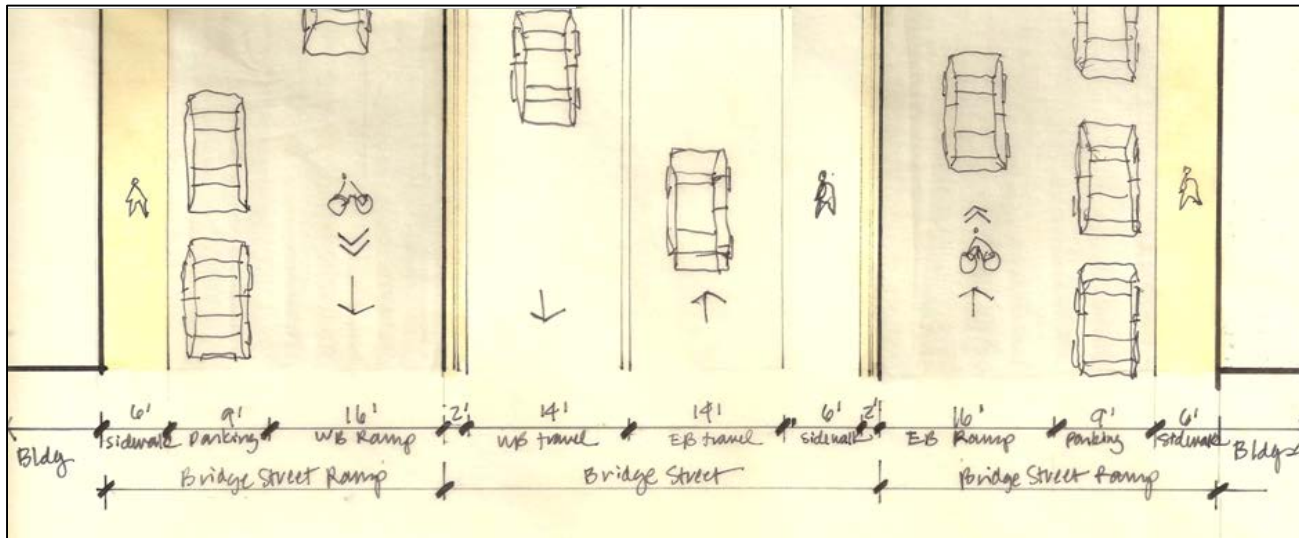 6' 9' 16' 2' 14' 14' 6' 2' 16' 9' 6'
Bldg sidewalk Parking WB Ramp WB travel EB travel sidewalk EB Ramp Parking sidewalk Bldg
Bridge Street Ramp Bridge Street Bridge Street Ramp